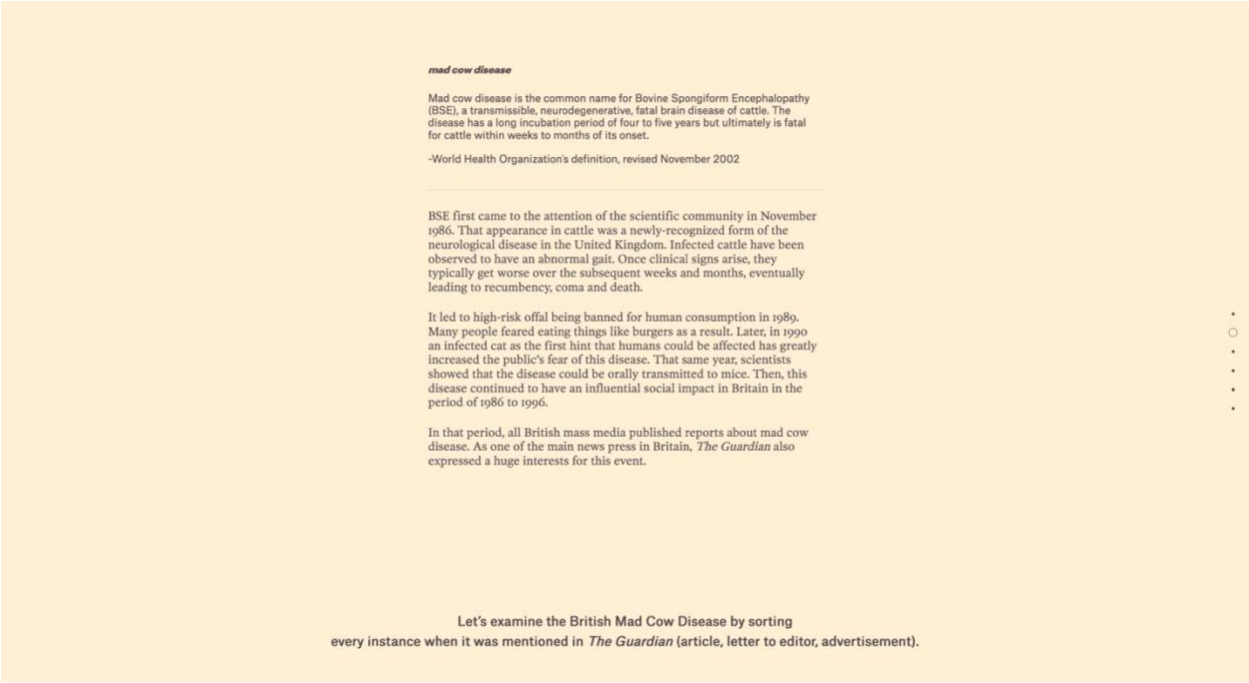 mad cow disease
Mad cow disease is the common name for Bovine Spongiform Encephalopathy
(BSE), a transmissible, neurodegenerative, fatal brain disease of cattle. The
disease has a long incubation period of four to five years but ultimately is fatal
for cattle within weeks to months of its onset.
-World Health Organization's definition, revised November 2002
BSE first came to the attention of the scientific community in November
1986. That appearance in cattle was a newly-recognized form of the
neurological disease in the United Kingdom. Infected cattle have been
observed to have an abnormal gait. Once clinical signs arise, they
typically get worse over the subsequent weeks and months, eventually
leading to recumbency, coma and death.
It led to high-risk offal being banned for human consumption in 1989.
Many people feared eating things like burgers as a result. Later, in 1990
an infected cat as the first hint that humans could be affected has greatly
increased the public's fear of this disease. That same year, scientists
showed that the disease could be orally transmitted to mice. Then, this
disease continued to have an influential social impact in Britain in the
period of 1986 to 1996.
In that period, all British mass media published reports about mad cow
disease. As one of the main news press in Britain, The Guardian also
expressed a huge interests for this event.
Let's examine the British Mad Cow Disease by sorting
every instance when it was mentioned in The Guardian (article, letter to editor, advertisement).